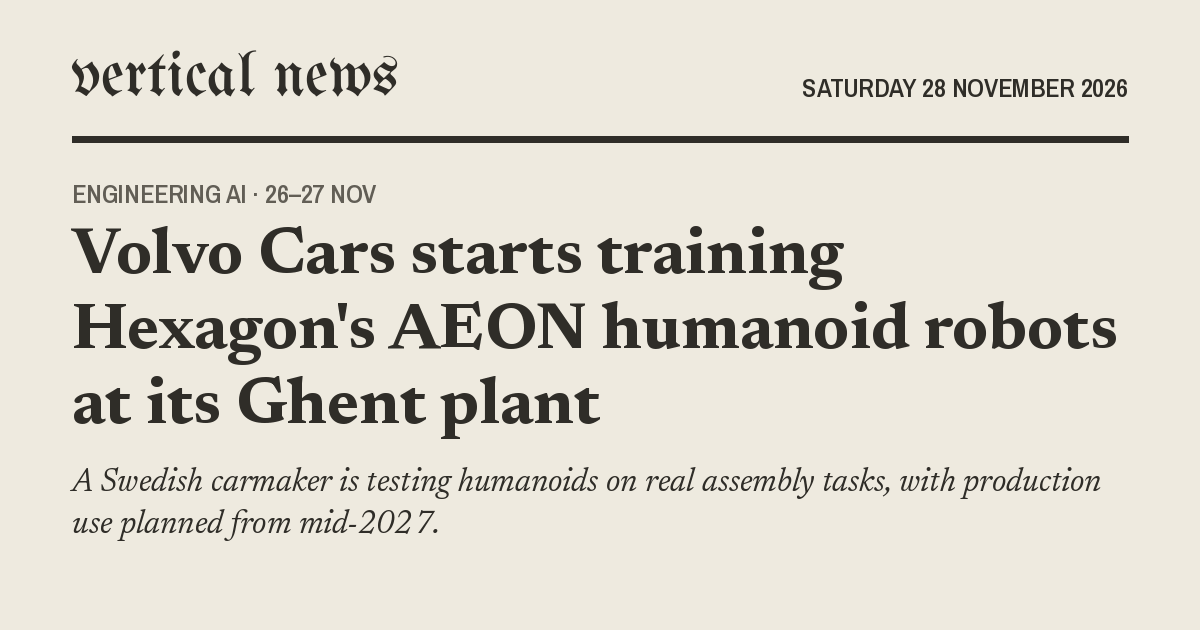 vertical news
SATURDAY 28 NOVEMBER 2026
ENGINEERING AI · 26–27 NOV
Volvo Cars starts training
Hexagon's AEON humanoid robots
at its Ghent plant
A Swedish carmaker is testing humanoids on real assembly tasks, with production
use planned from mid-2027.